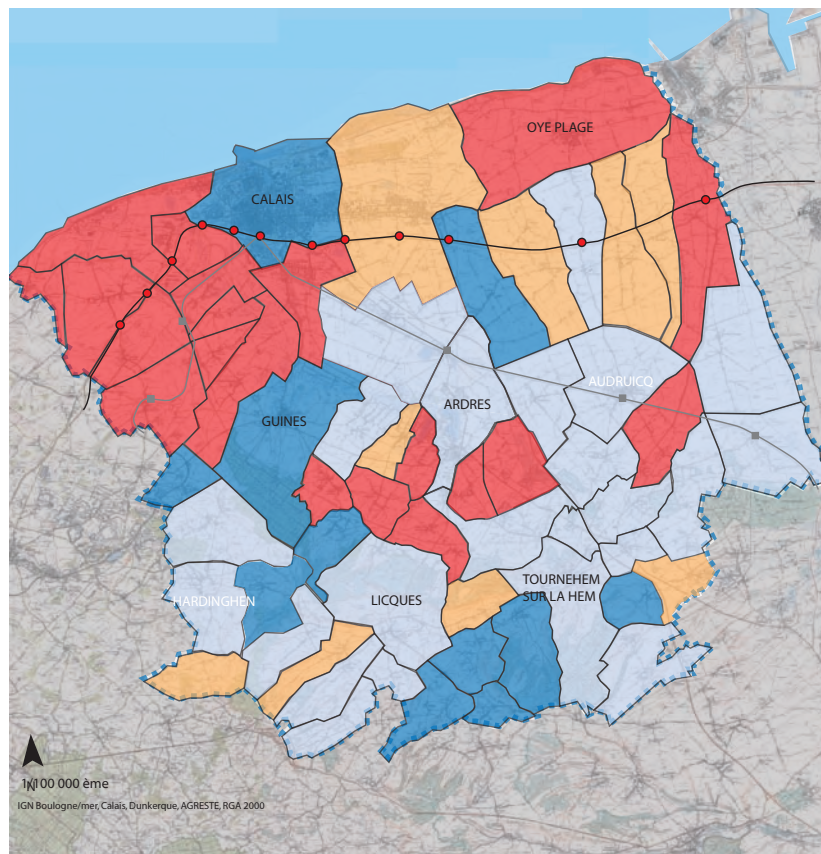 OYE PLAGE
CALAIS
AUDRUICQ
ARDRES
GUINES
TOURNEHEM
SUR LA HEM
HARDINGHEN
LICQUES
1/100 000 ème
N
IGN Boulogne/mer, Calais, Dunkerque, AGRESTE, RGA 2000